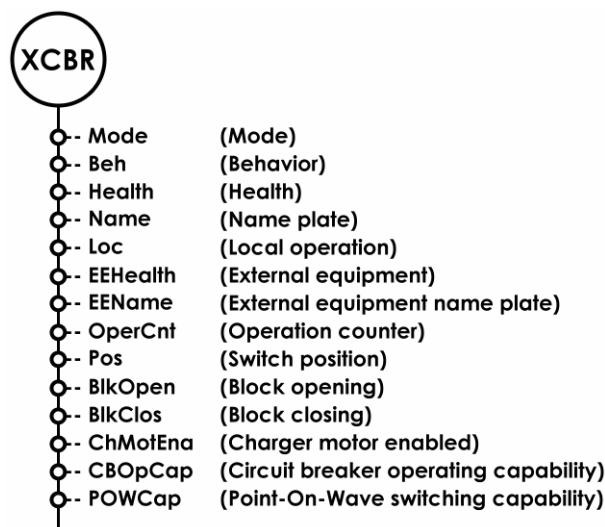 XCBR
Mode (Mode)
Beh (Behavior)
Health (Health)
Name (Name plate)
Loc (Local operation)
EEHealth (External equipment)
EEName (External equipment name plate)
OperCnt (Operation counter)
Pos (Switch position)
BlkOpen (Block opening)
BlkClos (Block closing)
ChMotEna (Charger motor enabled)
CBOpCap (Circuit breaker operating capability)
POWCap (Point-On-Wave switching capability)